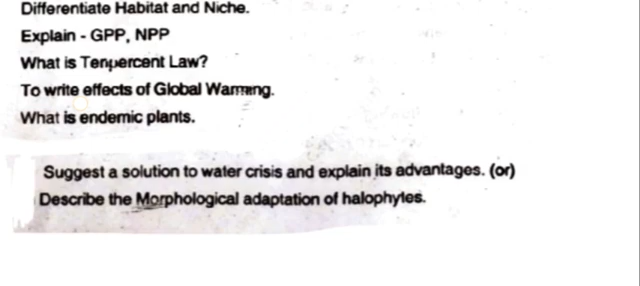 Differentiate Habitat and Niche.
Explain - GPP, NPP
What is Tenpercent Law?
To write effects of Global Warming.
What is endemic plants.
Suggest a solution to water crisis and explain its advantages. (or)
Describe the Morphological adaptation of halophytes.